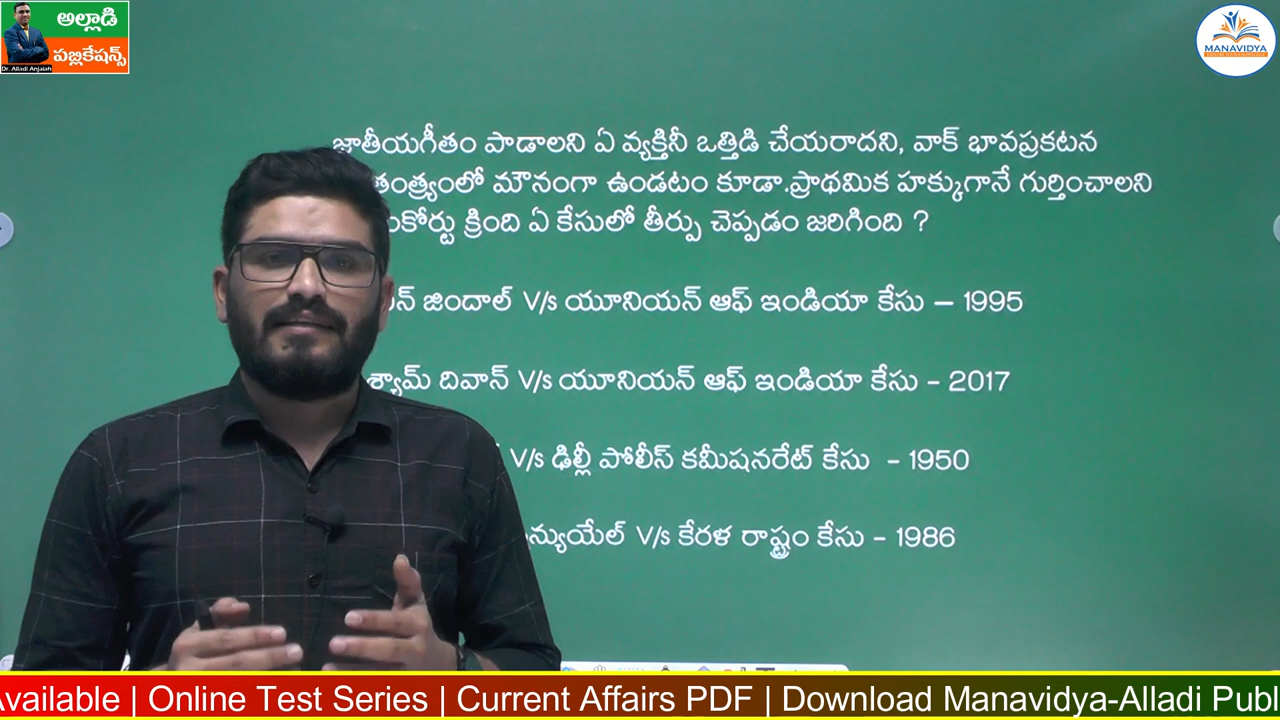 అల్లాడి
పబ్లికేషన్స్
Dr. Alladi Anjaiah
MANAVIDYA
జాతీయగీతం పాడాలని ఏ వ్యక్తినీ ఒత్తిడి చేయరాదని, వాక్ భావప్రకటన
మౌనంగా ఉండటం కూడా.ప్రాథమిక హక్కుగానే గుర్తించాలని
క్రింది ఏ కేసులో తీర్పు చెప్పడం జరిగింది ?
జిందాల్ V/s యూనియన్ ఆఫ్ ఇండియా కేసు – 1995
శ్యామ్ దివాన్ V/s యూనియన్ ఆఫ్ ఇండియా కేసు - 2017
V/s ఢిల్లీ పోలీస్ కమీషనరేట్ కేసు - 1950
V/s కేరళ రాష్ట్రం కేసు - 1986
Available | Online Test Series | Current Affairs PDF | Download Manavidya-Alladi Publ